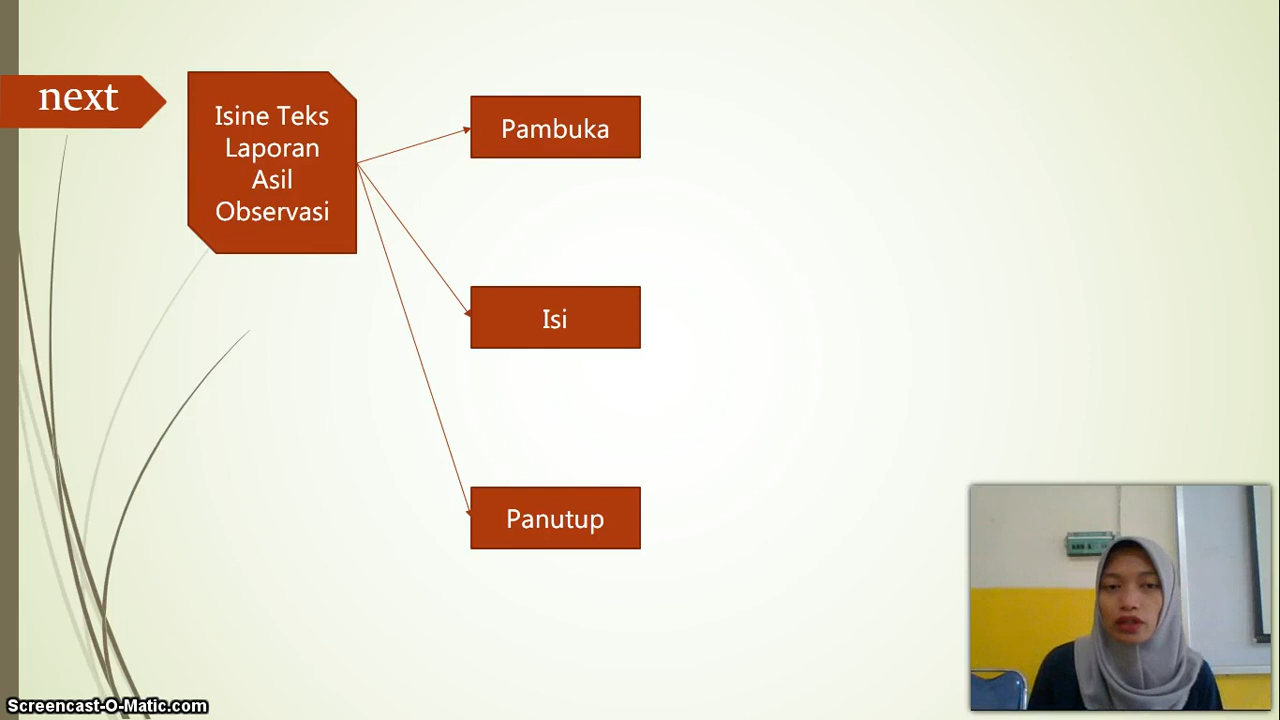 next
Isine Teks
Laporan
Asil
Observasi
Pambuka
Isi
Panutup
Screencast-O-Matic.com